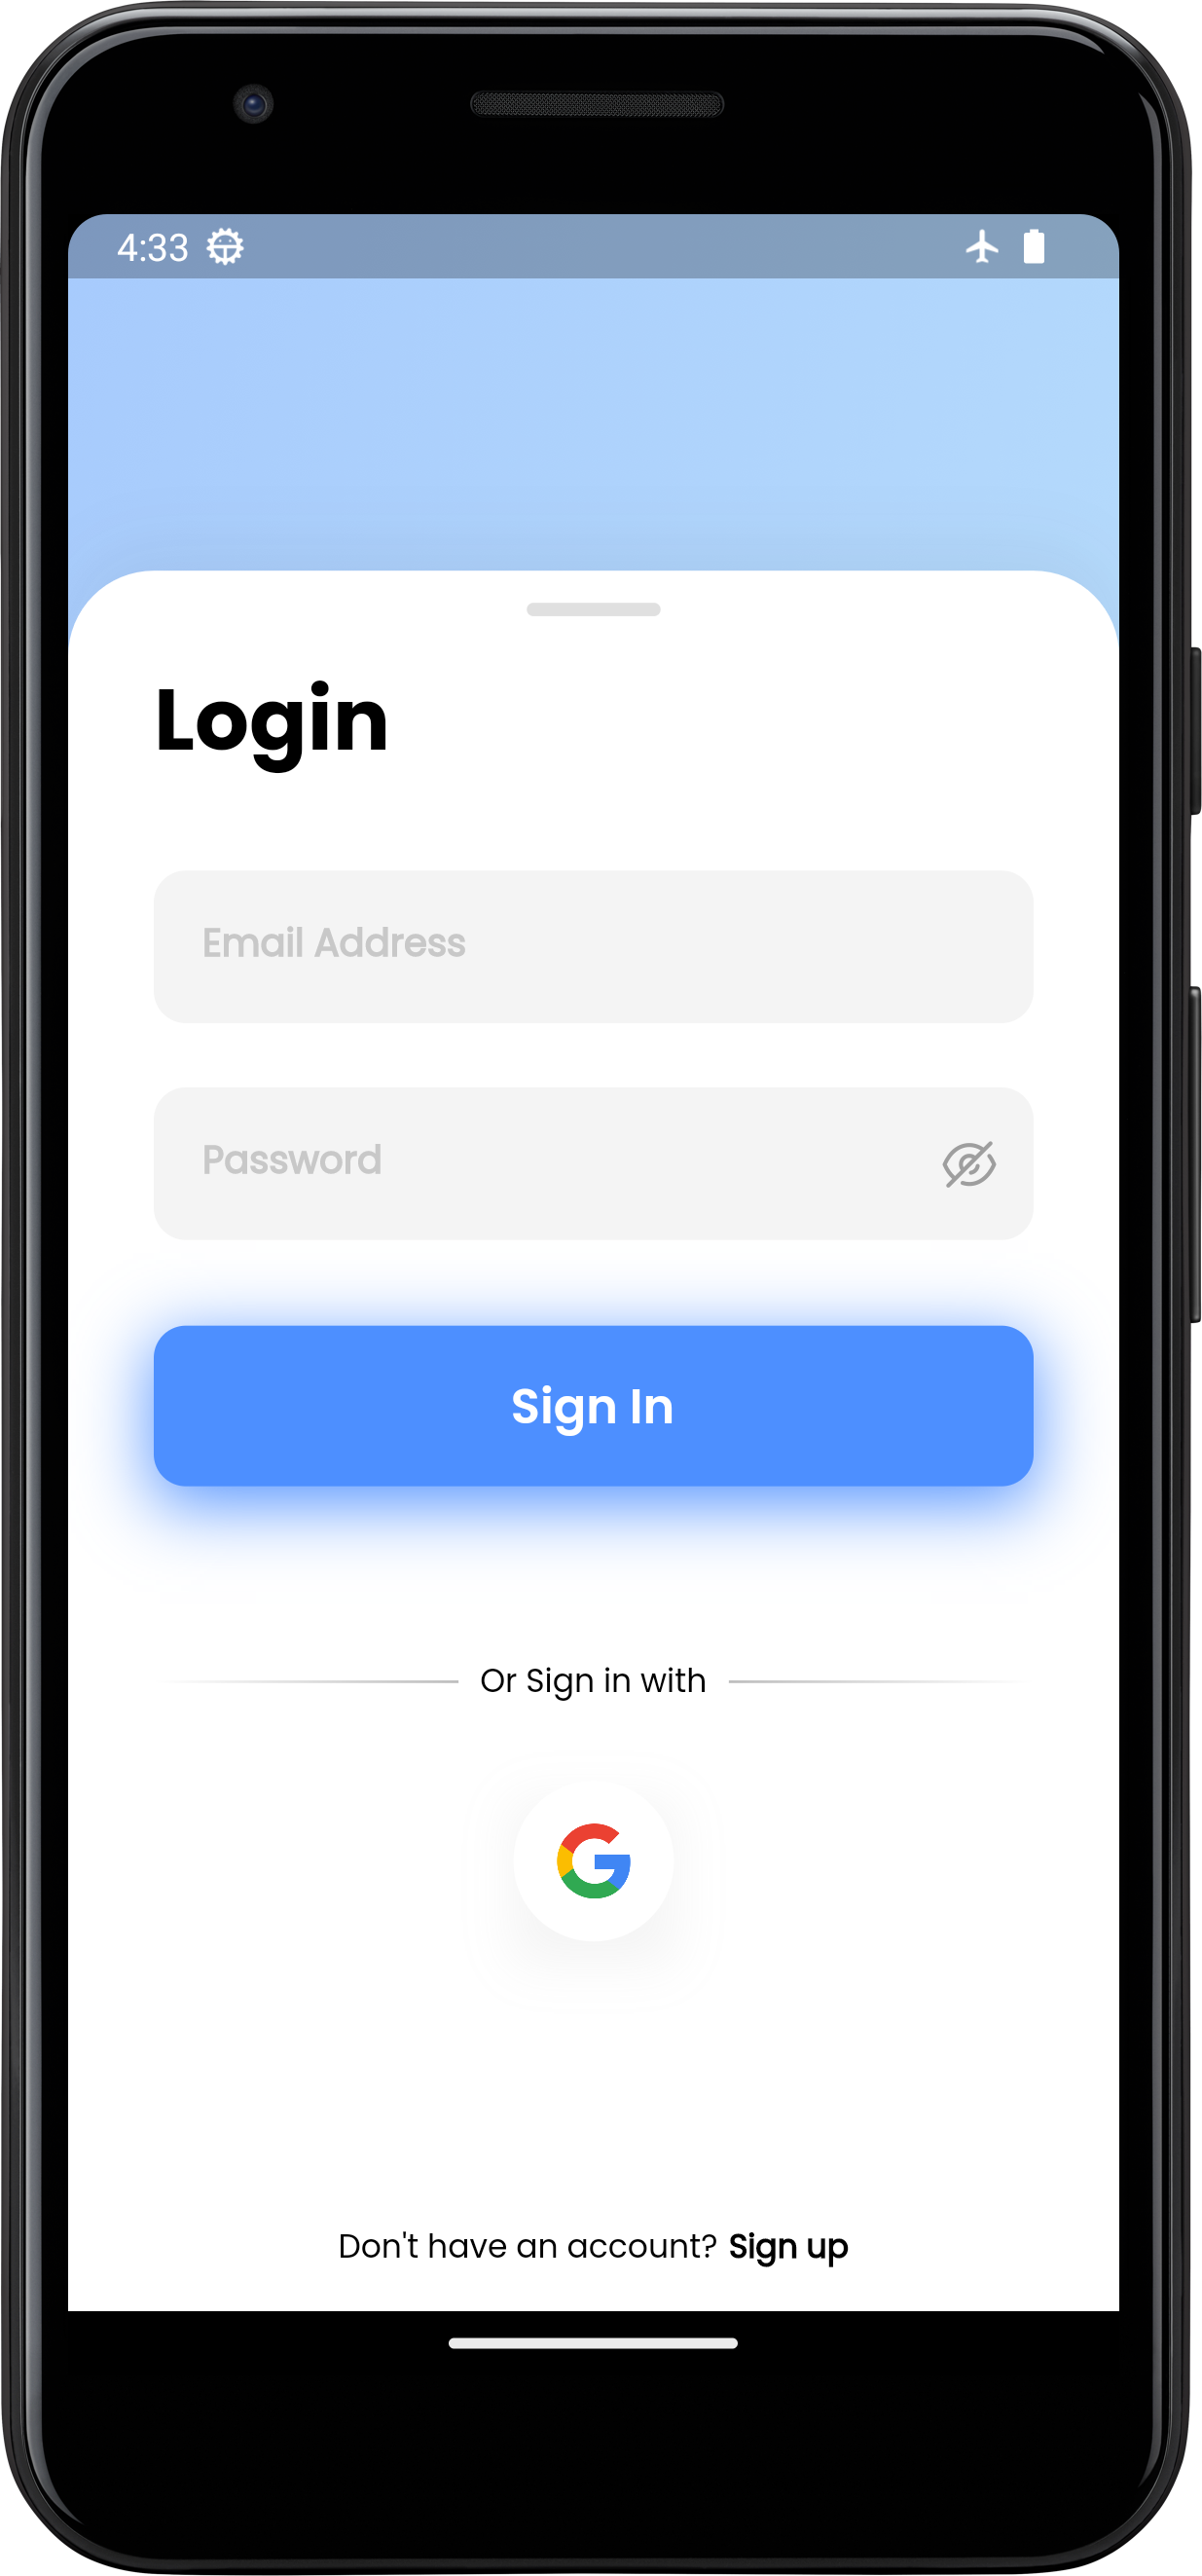 4:33
Login
Email Address
Password
Sign In
Or Sign in with
Don't have an account? Sign up